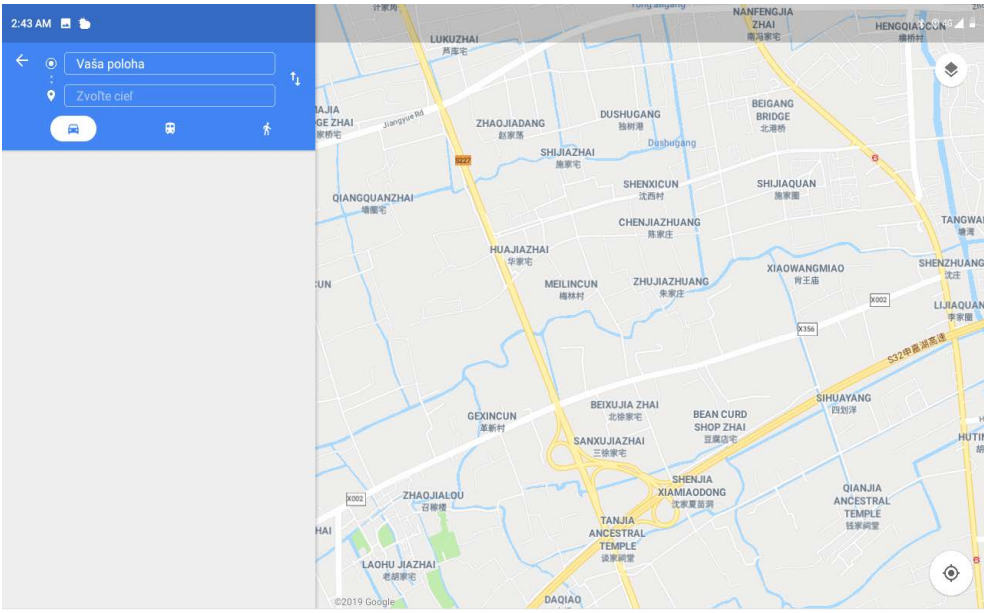 2:43 AM
4G
Vaša poloha
Zvoľte cieľ
计家角
LUKUZHAI
芦库宅
NANFENGJIA
ZHAI
南冯家宅
HENGQIAOCUN
横桥村
Jiangyue Rd
ZHAOJIADANG
赵家荡
DUSHUGANG
独树港
Dushugang
BEIGANG
BRIDGE
北港桥
SHIJIAZHAI
施家宅
S227
QIANGQUANZHAI
墙圈宅
SHENXICUN
沈西村
SHIJIAQUAN
施家圈
CHENJIAZHUANG
陈家庄
TANGWAI
塘湾
HUAJIAZHAI
华家宅
MEILINCUN
梅林村
ZHUJIAZHUANG
朱家庄
XIAOWANGMIAO
肖王庙
SHENZHUANG
沈庄
X002
LIJIAQUAN
李家圈
X356
S32申嘉湖高速
GEXINCUN
革新村
BEIXUJIA ZHAI
北徐家宅
BEAN CURD
SHOP ZHAI
豆腐店宅
SIHUAYANG
四划洋
SANXUJIAZHAI
三徐家宅
SHENJIA
XIAMIAODONG
沈家夏苗洞
X002
ZHAOJIALOU
召稼楼
QIANJIA
ANCESTRAL
TEMPLE
钱家祠堂
TANJIA
ANCESTRAL
TEMPLE
谈家祠堂
LAOHU JIAZHAI
老胡家宅
DAQIAO
©2019 Google